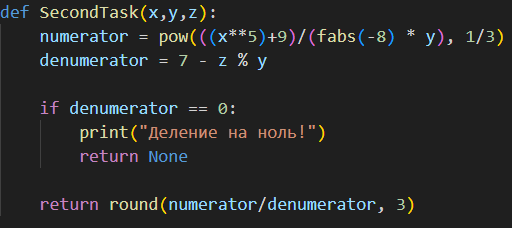 def SecondTask(x,y,z):
    numerator = pow(((x**5)+9)/(fabs(-8) * y), 1/3)
    denumerator = 7 - z % y
    if denumerator == 0:
        print("Деление на ноль!")
        return None
    return round(numerator/denumerator, 3)